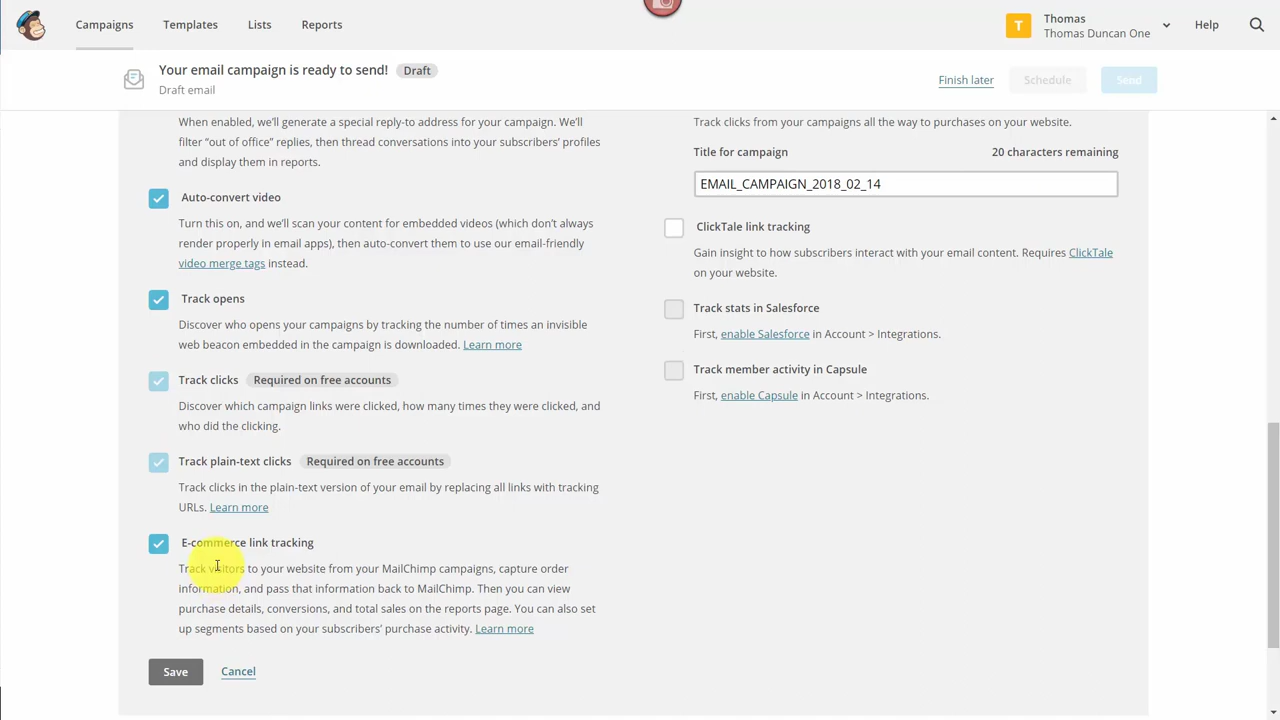 Campaigns Templates Lists Reports
T Thomas Help
Thomas Duncan One
Your email campaign is ready to send! Draft
Draft email
Finish later Schedule Send
When enabled, we'll generate a special reply-to address for your campaign. We'll
filter “out of office” replies, then thread conversations into your subscribers’ profiles
and display them in reports.
Auto-convert video
Turn this on, and we'll scan your content for embedded videos (which don't always
render properly in email apps), then auto-convert them to use our email-friendly
video merge tags instead.
Track opens
Discover who opens your campaigns by tracking the number of times an invisible
web beacon embedded in the campaign is downloaded. Learn more
Track clicks Required on free accounts
Discover which campaign links were clicked, how many times they were clicked, and
who did the clicking.
Track plain-text clicks Required on free accounts
Track clicks in the plain-text version of your email by replacing all links with tracking
URLs. Learn more
E-commerce link tracking
Track visitors to your website from your MailChimp campaigns, capture order
information, and pass that information back to MailChimp. Then you can view
purchase details, conversions, and total sales on the reports page. You can also set
up segments based on your subscribers’ purchase activity. Learn more
Save Cancel
Track clicks from your campaigns all the way to purchases on your website.
Title for campaign 20 characters remaining
EMAIL_CAMPAIGN_2018_02_14
ClickTale link tracking
Gain insight to how subscribers interact with your email content. Requires ClickTale
on your website.
Track stats in Salesforce
First, enable Salesforce in Account > Integrations.
Track member activity in Capsule
First, enable Capsule in Account > Integrations.